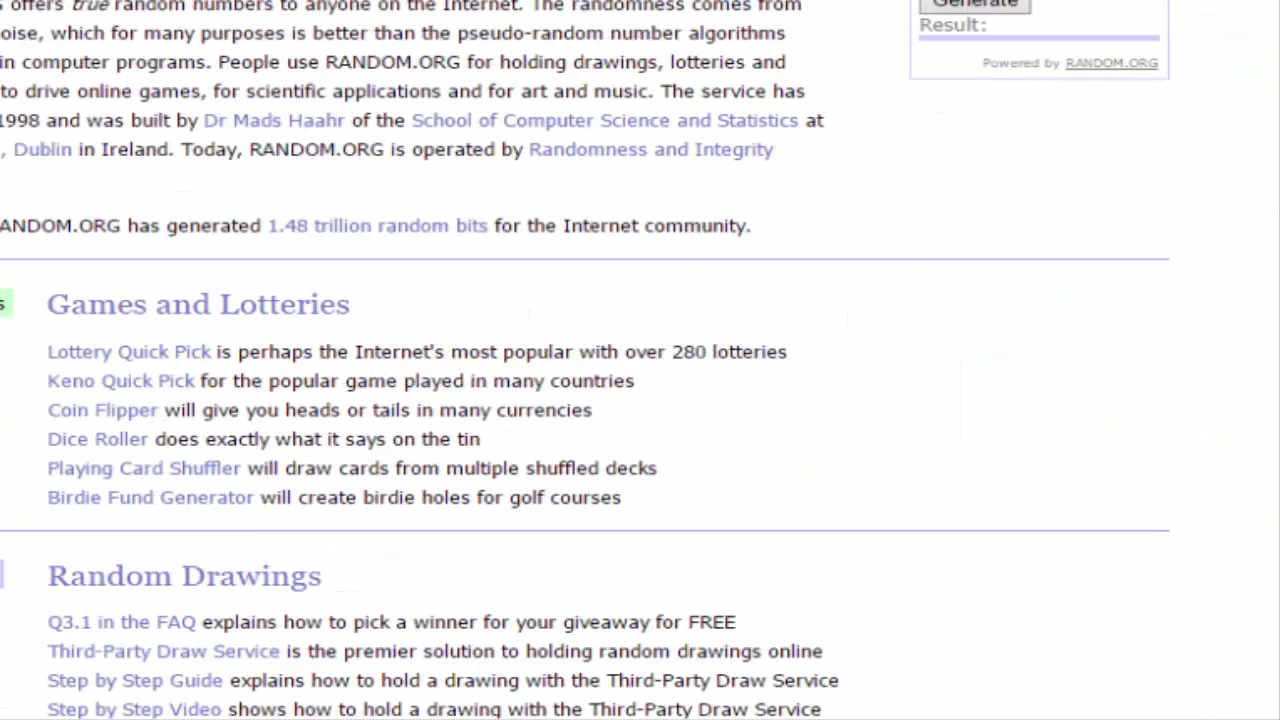 offers true random numbers to anyone on the Internet. The randomness comes from
oise, which for many purposes is better than the pseudo-random number algorithms
in computer programs. People use RANDOM.ORG for holding drawings, lotteries and
to drive online games, for scientific applications and for art and music. The service has
1998 and was built by Dr Mads Haahr of the School of Computer Science and Statistics at
, Dublin in Ireland. Today, RANDOM.ORG is operated by Randomness and Integrity
ANDOM.ORG has generated 1.48 trillion random bits for the Internet community.
Generate
Result:
Powered by RANDOM.ORG
s
Games and Lotteries
Lottery Quick Pick is perhaps the Internet's most popular with over 280 lotteries
Keno Quick Pick for the popular game played in many countries
Coin Flipper will give you heads or tails in many currencies
Dice Roller does exactly what it says on the tin
Playing Card Shuffler will draw cards from multiple shuffled decks
Birdie Fund Generator will create birdie holes for golf courses
Random Drawings
Q3.1 in the FAQ explains how to pick a winner for your giveaway for FREE
Third-Party Draw Service is the premier solution to holding random drawings online
Step by Step Guide explains how to hold a drawing with the Third-Party Draw Service
Step by Step Video shows how to hold a drawing with the Third-Party Draw Service